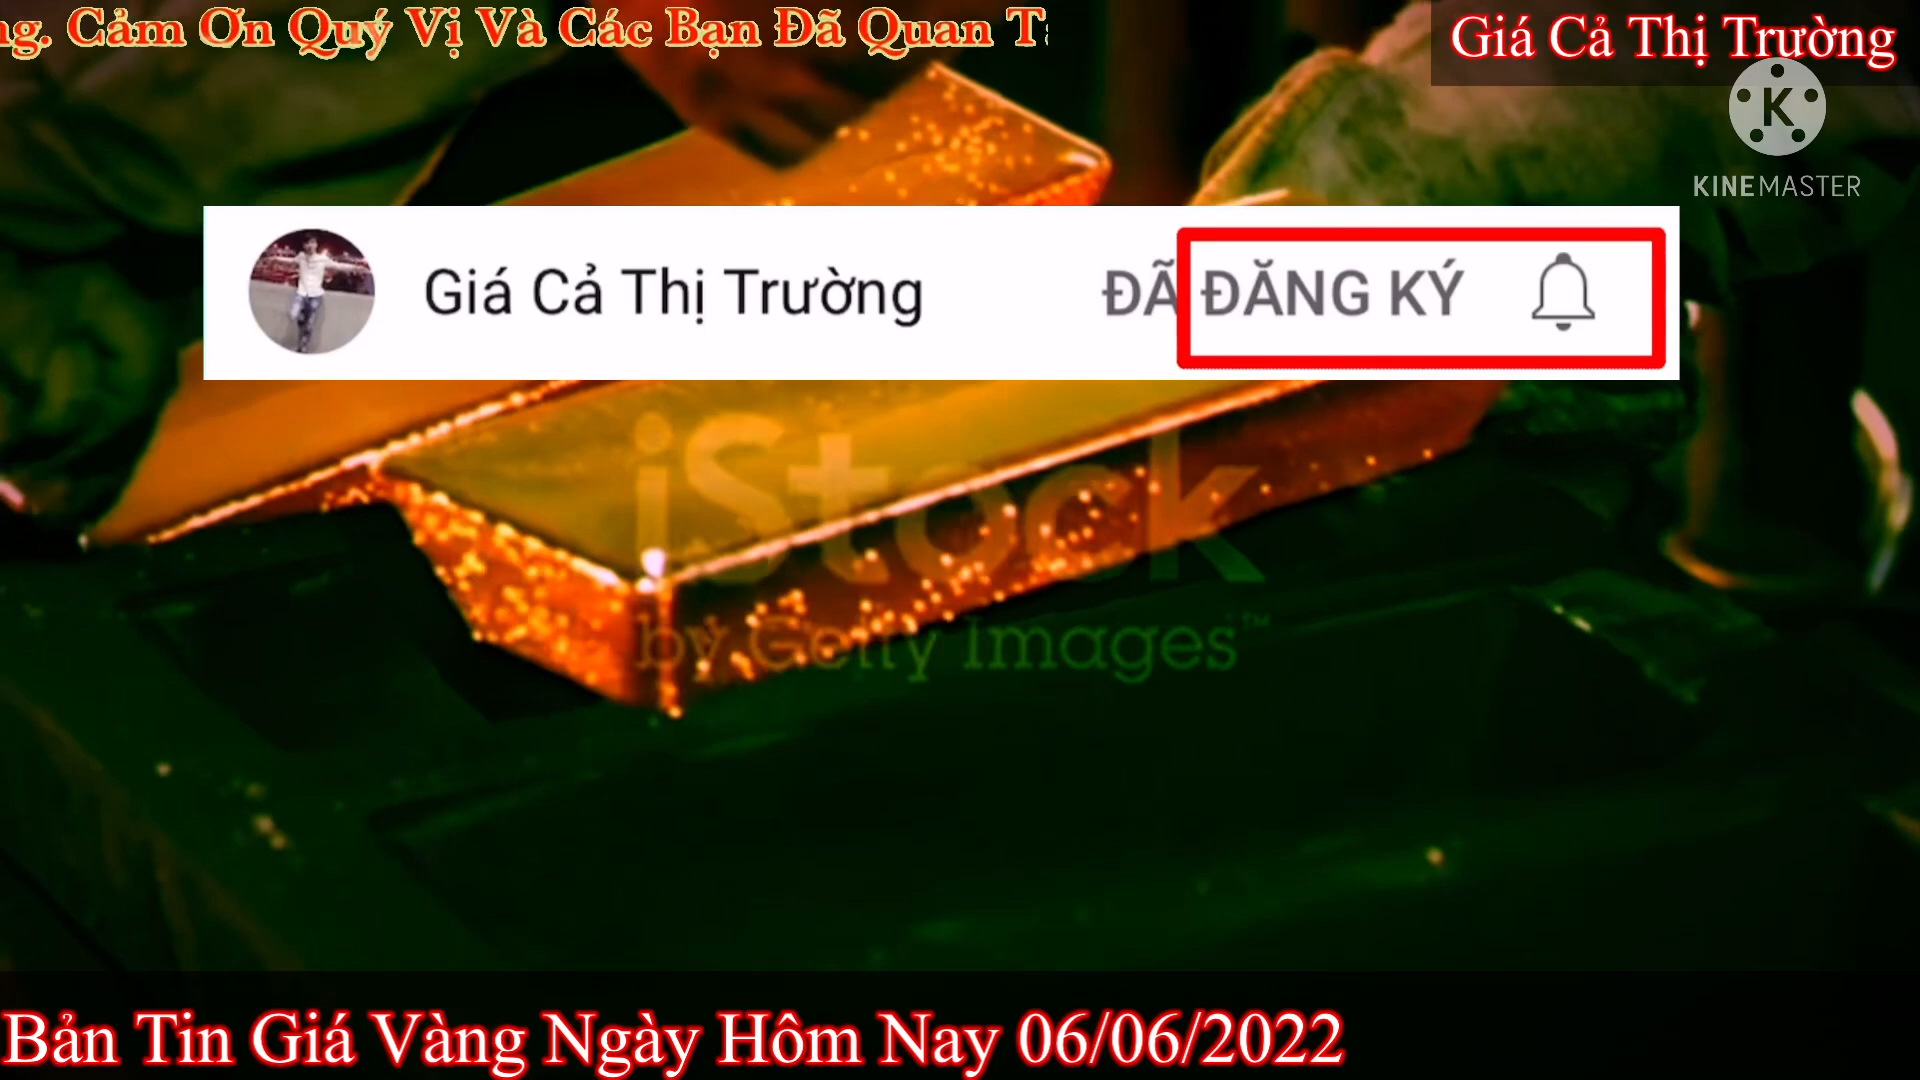 ng. Cảm Ơn Quý Vị Và Các Bạn Đã Quan T
Giá Cả Thị Trường
K
KINEMASTER
Giá Cả Thị Trường
ĐÃ ĐĂNG KÝ
iStock
by Getty Images™
Bản Tin Giá Vàng Ngày Hôm Nay 06/06/2022